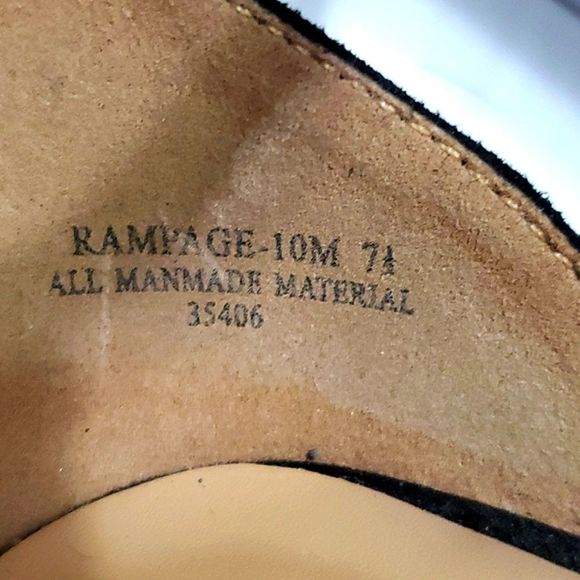 RAMPAGE-10M 7½
ALL MANMADE MATERIAL
35406